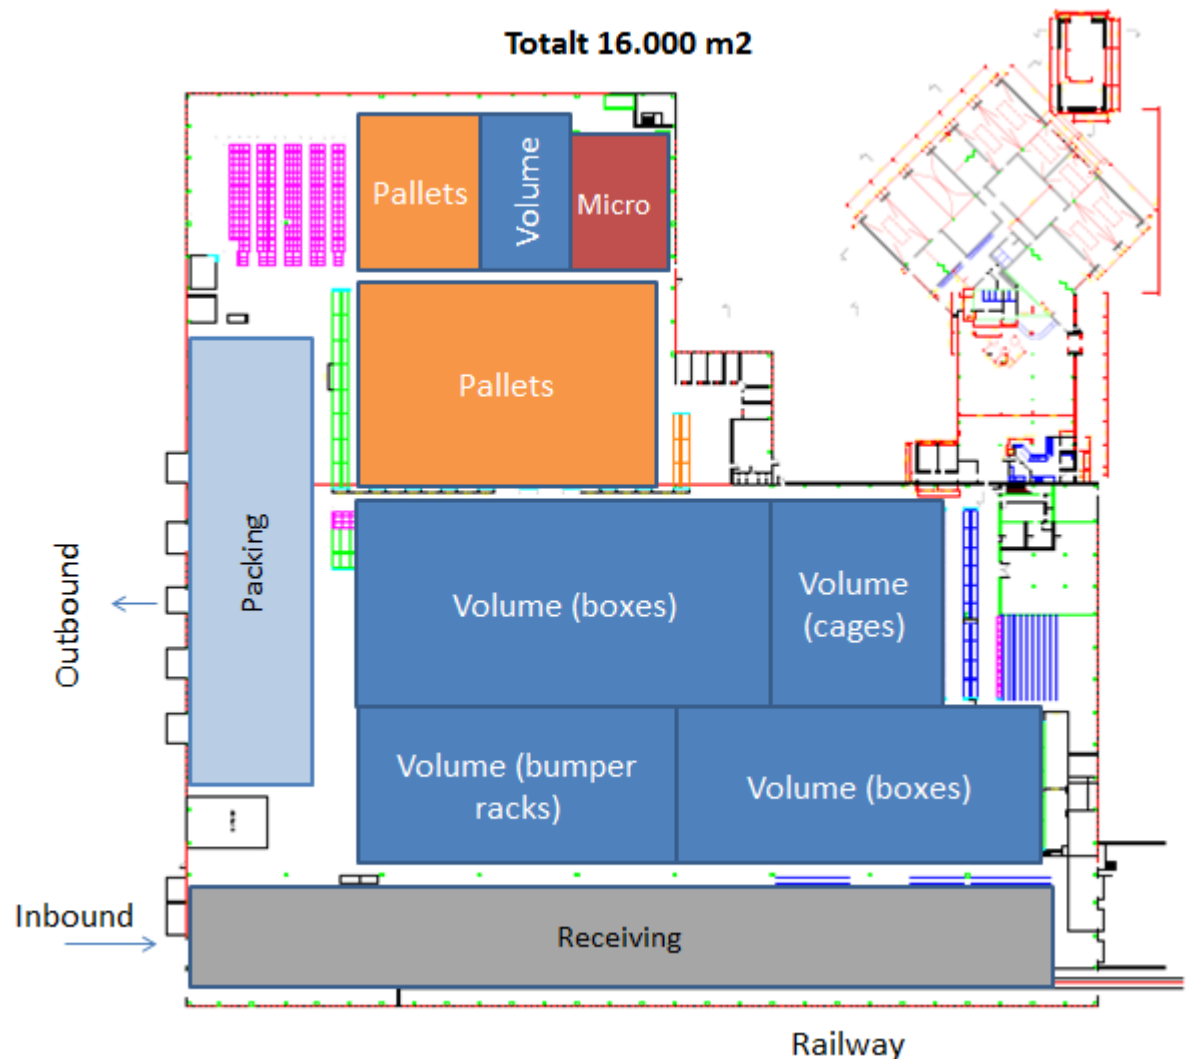 Totalt 16.000 m2
Pallets
Volume
Micro
Pallets
Packing
Outbound
Volume (boxes)
Volume
(cages)
Volume (bumper
racks)
Volume (boxes)
Inbound
Receiving
Railway